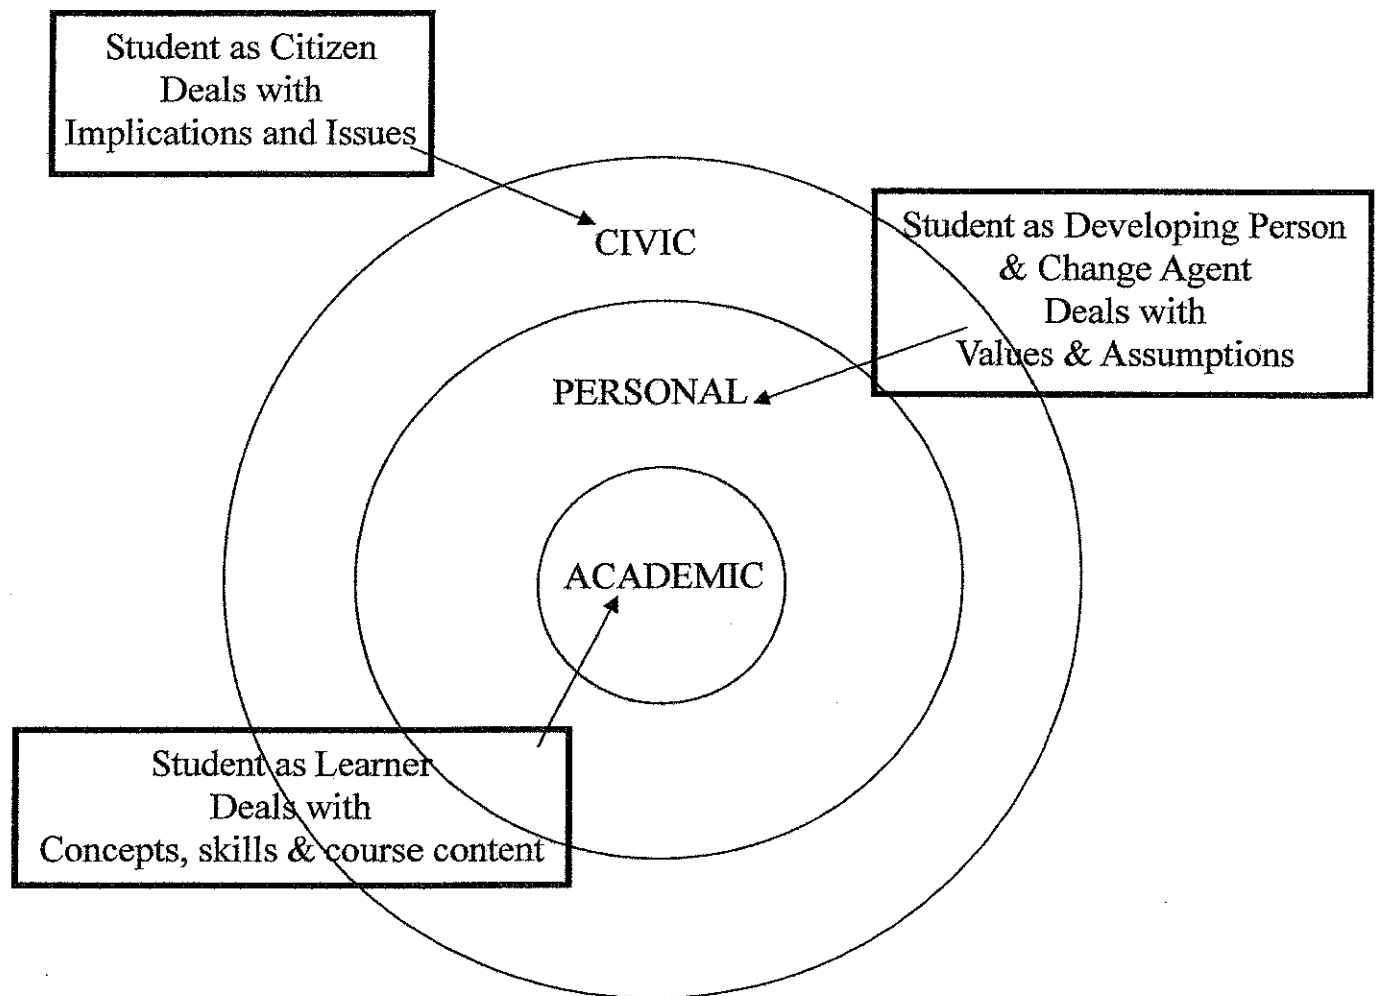 Student as Citizen
Deals with
Implications and Issues
CIVIC
Student as Developing Person
& Change Agent
Deals with
Values & Assumptions
PERSONAL
ACADEMIC
Student as Learner
Deals with
Concepts, skills & course content